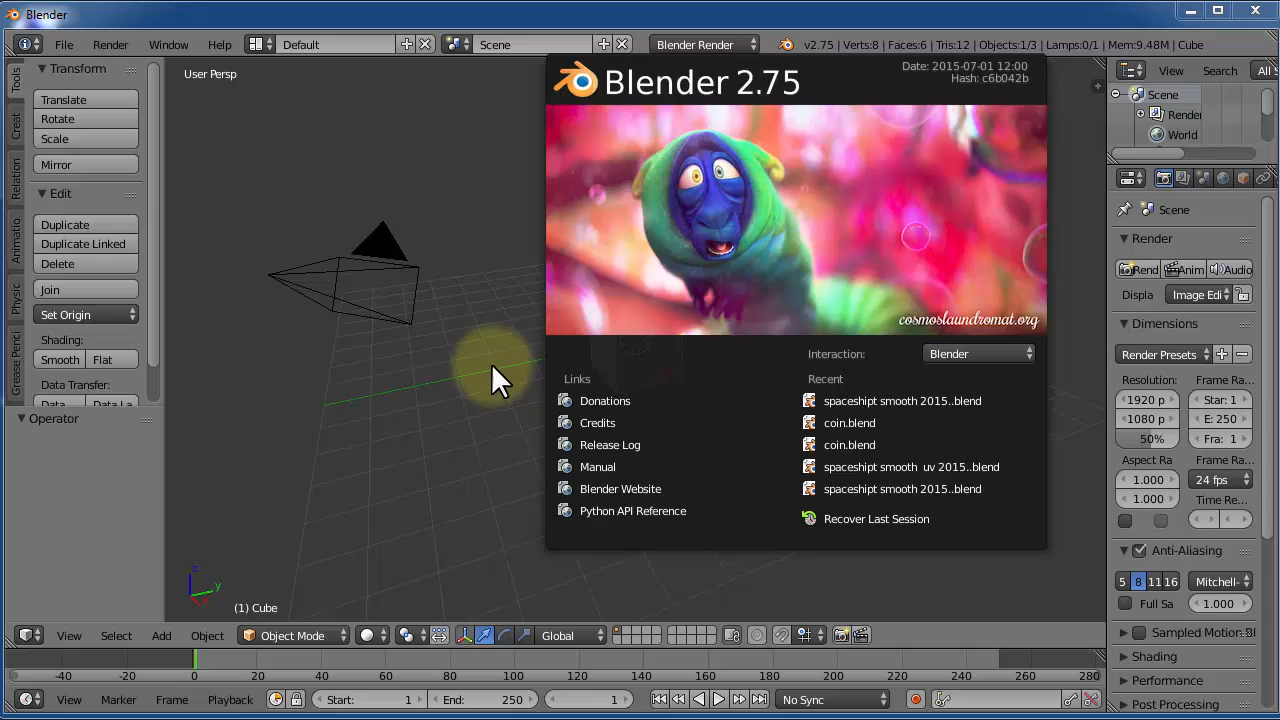 Blender
File Render Window Help Default Scene Blender Render v2.75 | Verts:8 | Faces:6 | Tris:12 | Objects:1/3 | Lamps:0/1 | Mem:9.48M | Cube
Tools
Transform
Translate
Rotate
Scale
Mirror
Edit
Duplicate
Duplicate Linked
Delete
Join
Set Origin
Shading:
Smooth Flat
Data Transfer:
Data Data La
Operator
Creat
Relation
Animatio
Physic
Grease Penci
User Persp
Blender 2.75
Date: 2015-07-01 12:00
Hash: c6b042b
cosmoslaundromat.org
Interaction: Blender
Links
Donations
Credits
Release Log
Manual
Blender Website
Python API Reference
Recent
spaceshipt smooth 2015..blend
coin.blend
coin.blend
spaceshipt smooth uv 2015..blend
spaceshipt smooth 2015..blend
Recover Last Session
z
y
x
(1) Cube
View Search All S
Scene
Render
World
Scene
Render
Rend Anim Audio
Displa Image Edi
Dimensions
Render Presets
Resolution: Frame Ra...
1920 p Star: 1
1080 p E: 250
50% Fra: 1
Aspect Ra Frame Ra...
1.000 24 fps
1.000 Time Re...
Anti-Aliasing
5 8 11 16 Mitchell-
Full Sa 1.000
Sampled Motion Bl
Shading
Performance
Post Processing
View Select Add Object Object Mode Global
-40 -20 0 20 40 60 80 100 120 140 160 180 200 220 240 260 280
View Marker Frame Playback Start: 1 End: 250 1 No Sync